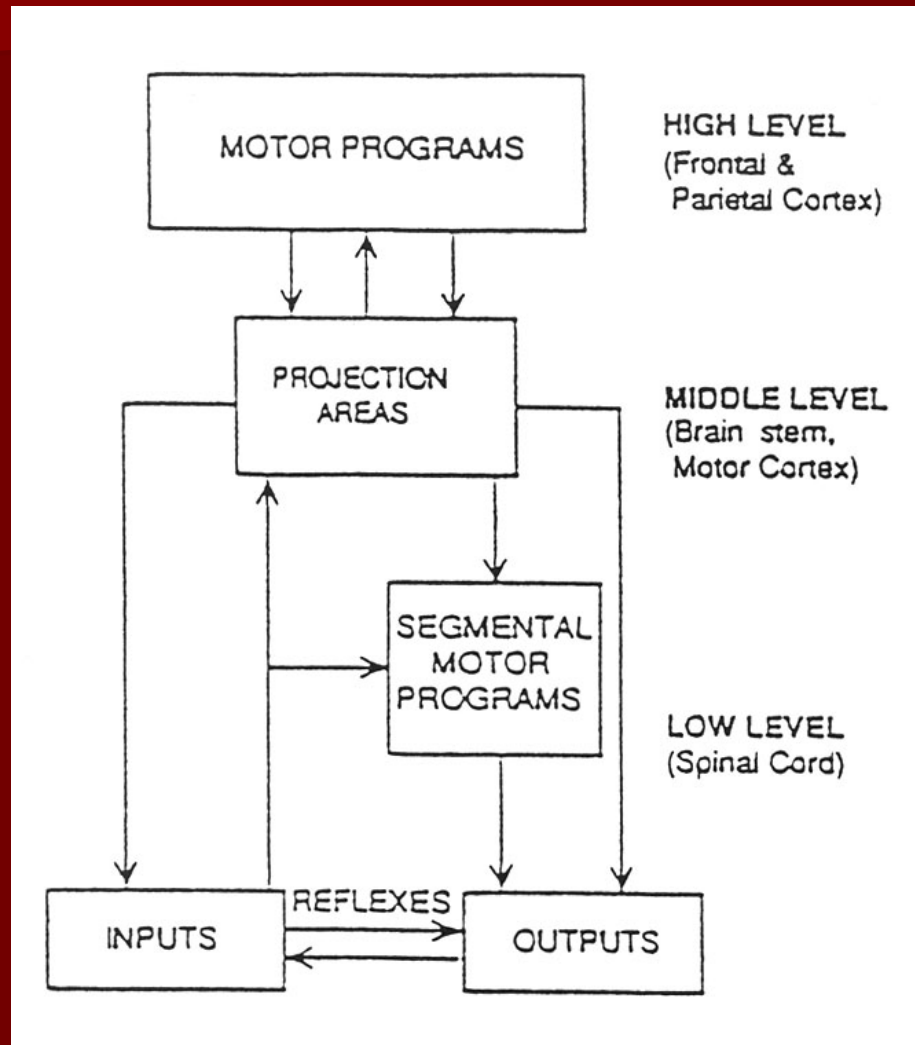 MOTOR PROGRAMS
HIGH LEVEL
(Frontal &
Parietal Cortex)
PROJECTION
AREAS
MIDDLE LEVEL
(Brain stem,
Motor Cortex)
SEGMENTAL
MOTOR
PROGRAMS
LOW LEVEL
(Spinal Cord)
INPUTS
REFLEXES
OUTPUTS